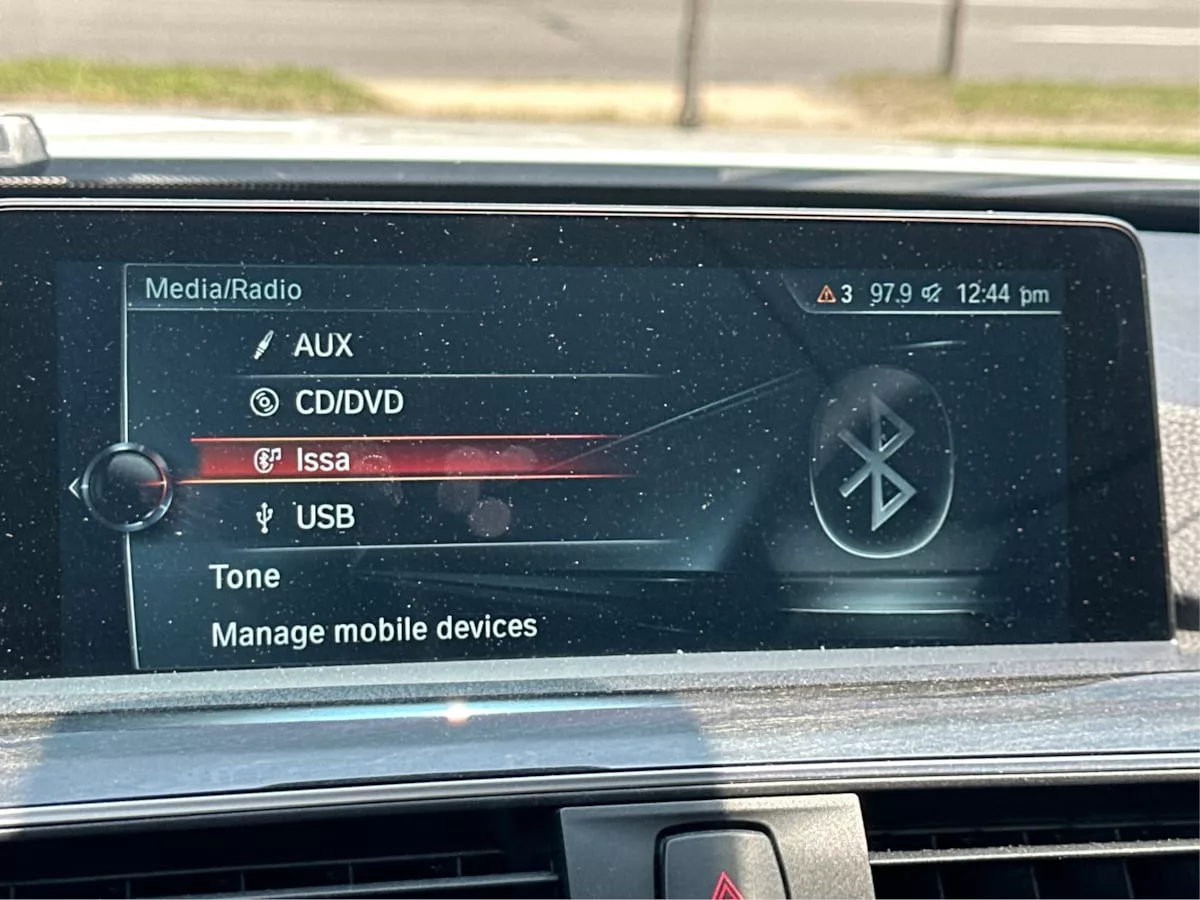 Media/Radio
3 97.9 12:44 pm
AUX
CD/DVD
Issa
USB
Tone
Manage mobile devices